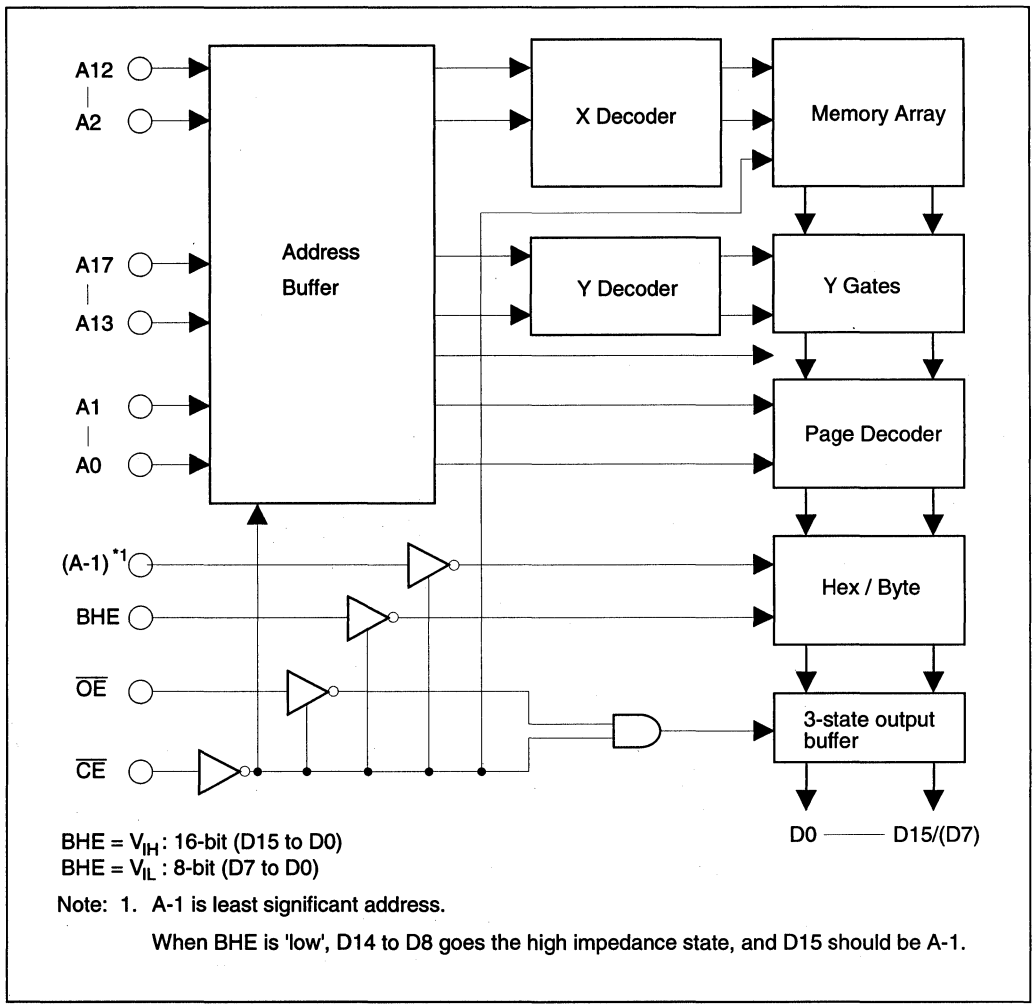 A12
A2
X Decoder
Memory Array
Address
Buffer
A17
A13
Y Decoder
Y Gates
A1
A0
Page Decoder
(A-1)*1
BHE
Hex / Byte
OE
3-state output
buffer
CE
D0 D15/(D7)
BHE = VIH : 16-bit (D15 to D0)
BHE = VIL : 8-bit (D7 to D0)
Note: 1. A-1 is least significant address.
When BHE is 'low', D14 to D8 goes the high impedance state, and D15 should be A-1.